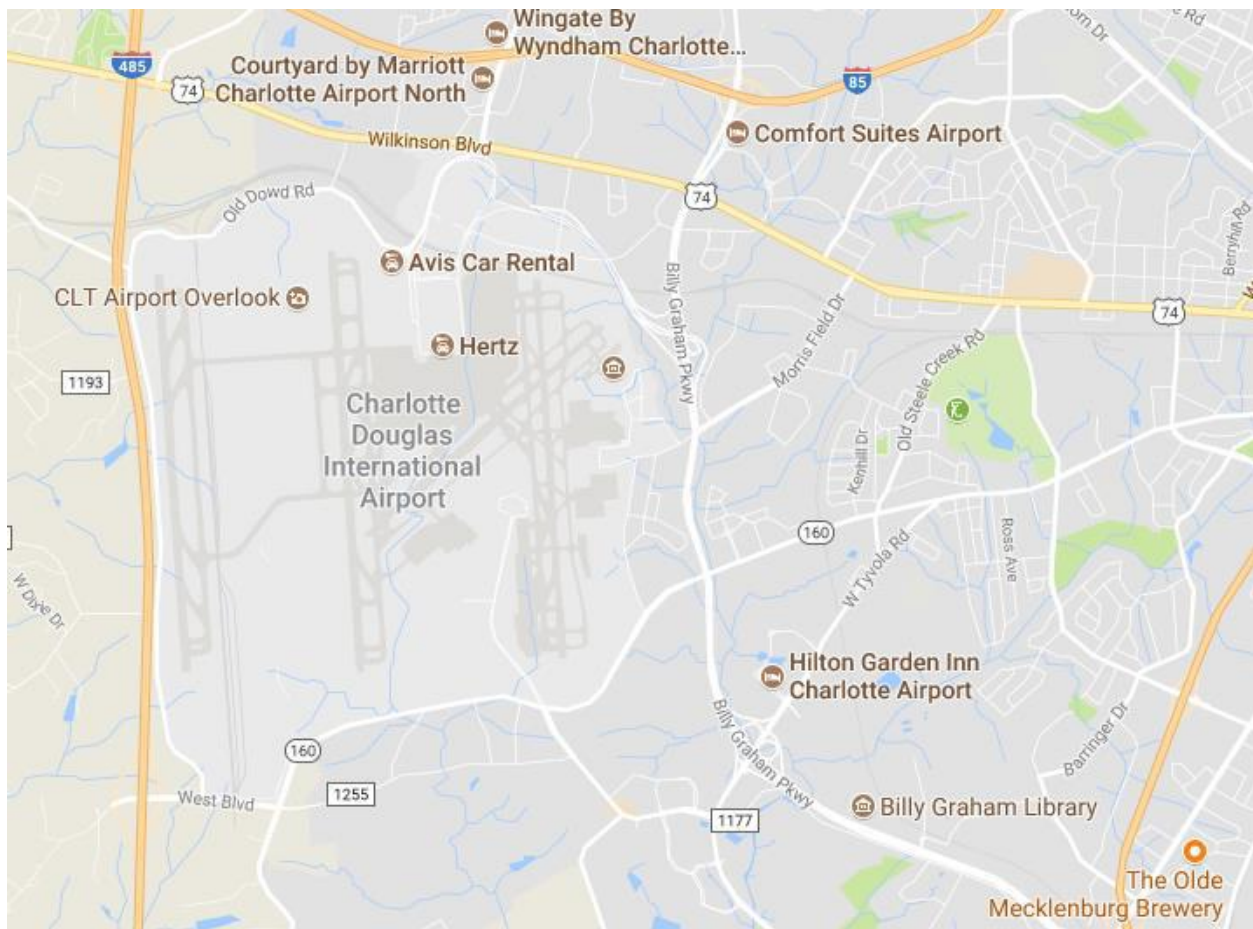 Wingate By
Wyndham Charlotte...
485
Courtyard by Marriott
Charlotte Airport North
74
85
Wilkinson Blvd
Comfort Suites Airport
Old Dowd Rd
74
Berryhill Rd
Avis Car Rental
CLT Airport Overlook
Billy Graham Pkwy
74
Hertz
Morris Field Dr
Old Steele Creek Rd
1193
Charlotte
Douglas
International
Airport
Kenhill Dr
160
Ross Ave
W Tyvola Rd
W Dixie Dr
Hilton Garden Inn
Charlotte Airport
Billy Graham Pkwy
Barringer Dr
160
1255
West Blvd
1177
Billy Graham Library
The Olde
Mecklenburg Brewery